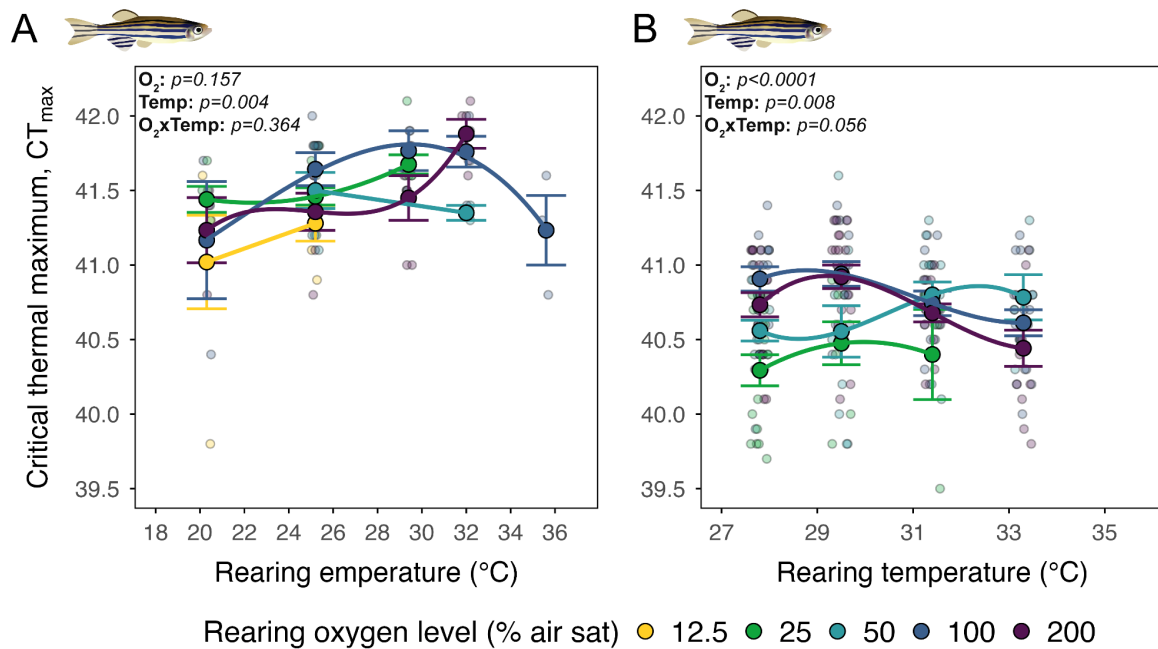 A
B
O₂: p=0.157
Temp: p=0.004
O₂xTemp: p=0.364
O₂: p<0.0001
Temp: p=0.008
O₂xTemp: p=0.056
Critical thermal maximum, CTmax
42.0
41.5
41.0
40.5
40.0
39.5
42.0
41.5
41.0
40.5
40.0
39.5
18 20 22 24 26 28 30 32 34 36
27 29 31 33 35
Rearing emperature (°C)
Rearing temperature (°C)
Rearing oxygen level (% air sat) 12.5 25 50 100 200